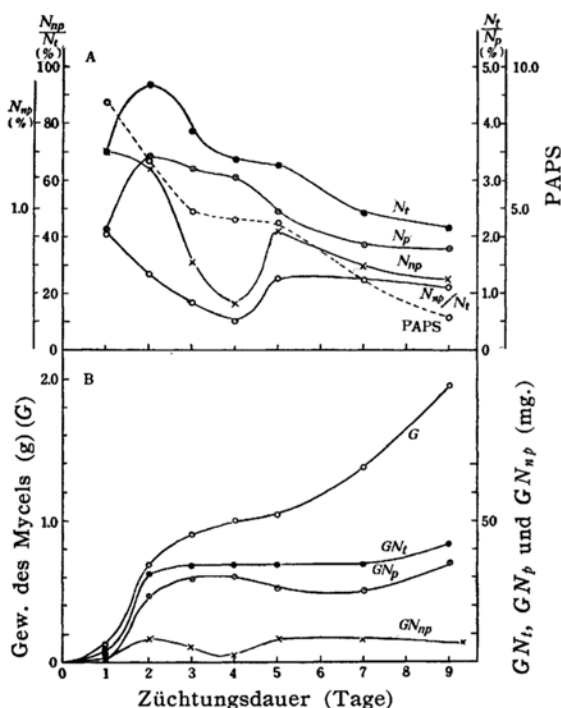 N_np/N_t (%)
N_np (%)
A
N_t/N_p (%)
PAPS
100
80
60
40
20
0
1.0
5.0
4.0
3.0
2.0
1.0
0
10.0
5.0
0
N_t
N_p
N_np
N_np/N_t
PAPS
B
Gew. des Mycels (g) (G)
2.0
1.0
0
50
G
GN_t
GN_p
GN_np
GN_t, GN_p und GN_np (mg.)
0 1 2 3 4 5 6 7 8 9
Züchtungsdauer (Tage)